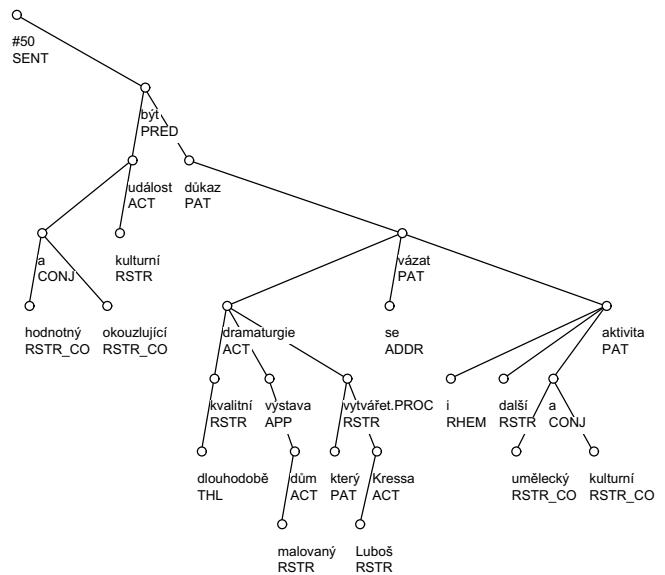 #50
SENT
být
PRED
událost
ACT
důkaz
PAT
a
CONJ
kulturní
RSTR
vázat
PAT
hodnotný
RSTR_CO
okouzlující
RSTR_CO
dramaturgie
ACT
se
ADDR
aktivita
PAT
kvalitní
RSTR
výstava
APP
vytvářet.PROC
RSTR
i
RHEM
další
RSTR
a
CONJ
dlouhodobě
THL
dům
ACT
který
PAT
Kressa
ACT
umělecký
RSTR_CO
kulturní
RSTR_CO
malovaný
RSTR
Luboš
RSTR